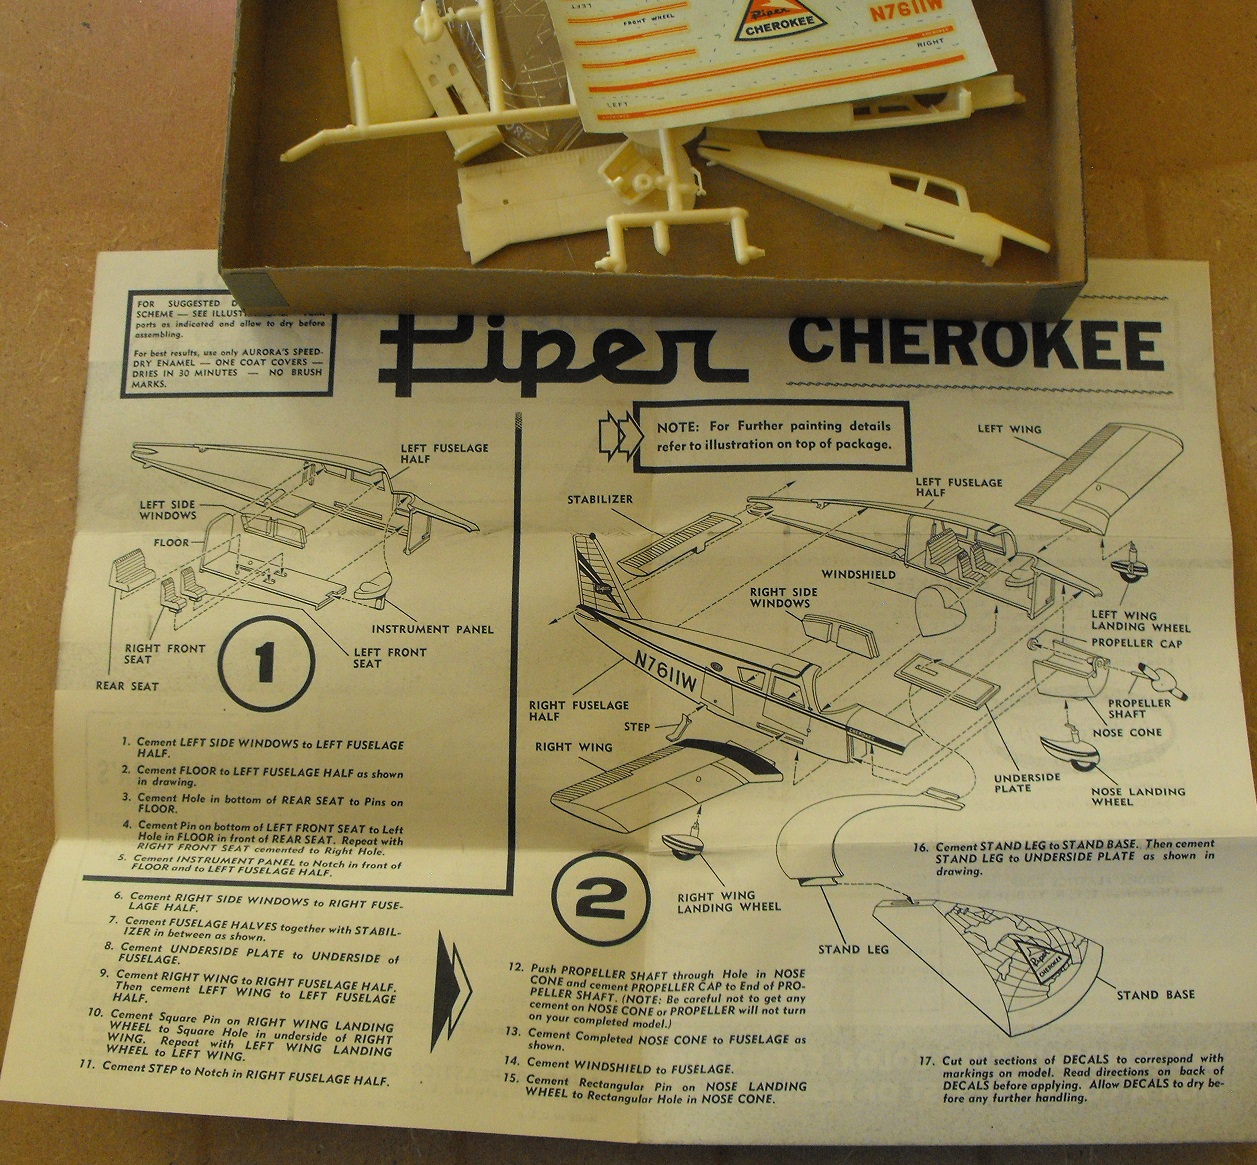 LEFT
FRONT WHEEL
Piper
CHEROKEE
N7611W
RIGHT
LEFT
FOR SUGGESTED
SCHEME — SEE
parts as indicated and allow to dry before
assembling.
For best results, use only AURORA'S SPEED-
DRY ENAMEL — ONE COAT COVERS —
DRIES IN 30 MINUTES — NO BRUSH
MARKS.
Piper CHEROKEE
NOTE: For Further painting details
refer to illustration on top of package.
LEFT FUSELAGE
HALF
LEFT SIDE
WINDOWS
FLOOR
INSTRUMENT PANEL
RIGHT FRONT
SEAT
LEFT FRONT
SEAT
REAR SEAT
1
1. Cement LEFT SIDE WINDOWS to LEFT FUSELAGE
HALF.
2. Cement FLOOR to LEFT FUSELAGE HALF as shown
in drawing.
3. Cement Hole in bottom of REAR SEAT to Pins on
FLOOR.
4. Cement Pin on bottom of LEFT FRONT SEAT to Left
Hole in FLOOR in front of REAR SEAT. Repeat with
RIGHT FRONT SEAT cemented to Right Hole.
5. Cement INSTRUMENT PANEL to Notch in front of
FLOOR and to LEFT FUSELAGE HALF.
6. Cement RIGHT SIDE WINDOWS to RIGHT FUSE-
LAGE HALF.
7. Cement FUSELAGE HALVES together with STABIL-
IZER in between as shown.
8. Cement UNDERSIDE PLATE to UNDERSIDE of
FUSELAGE.
9. Cement RIGHT WING to RIGHT FUSELAGE HALF.
Then cement LEFT WING to LEFT FUSELAGE
HALF.
10. Cement Square Pin on RIGHT WING LANDING
WHEEL to Square Hole in underside of RIGHT
WING. Repeat with LEFT WING LANDING
WHEEL to LEFT WING.
11. Cement STEP to Notch in RIGHT FUSELAGE HALF.
LEFT WING
LEFT FUSELAGE
HALF
STABILIZER
WINDSHIELD
RIGHT SIDE
WINDOWS
LEFT WING
LANDING WHEEL
PROPELLER CAP
N7611W
RIGHT FUSELAGE
HALF
STEP
RIGHT WING
PROPELLER
SHAFT
NOSE CONE
UNDERSIDE
PLATE
NOSE LANDING
WHEEL
2
RIGHT WING
LANDING WHEEL
STAND LEG
Piper
CHEROKEE
STAND BASE
12. Push PROPELLER SHAFT through Hole in NOSE
CONE and cement PROPELLER CAP to End of PRO-
PELLER SHAFT. (NOTE: Be careful not to get any
cement on NOSE CONE or PROPELLER will not turn
on your completed model.)
13. Cement Completed NOSE CONE to FUSELAGE as
shown.
14. Cement WINDSHIELD to FUSELAGE.
15. Cement Rectangular Pin on NOSE LANDING
WHEEL to Rectangular Hole in NOSE CONE.
16. Cement STAND LEG to STAND BASE. Then cement
STAND LEG to UNDERSIDE PLATE as shown in
drawing.
17. Cut out sections of DECALS to correspond with
markings on model. Read directions on back of
DECALS before applying. Allow DECALS to dry be-
fore any further handling.